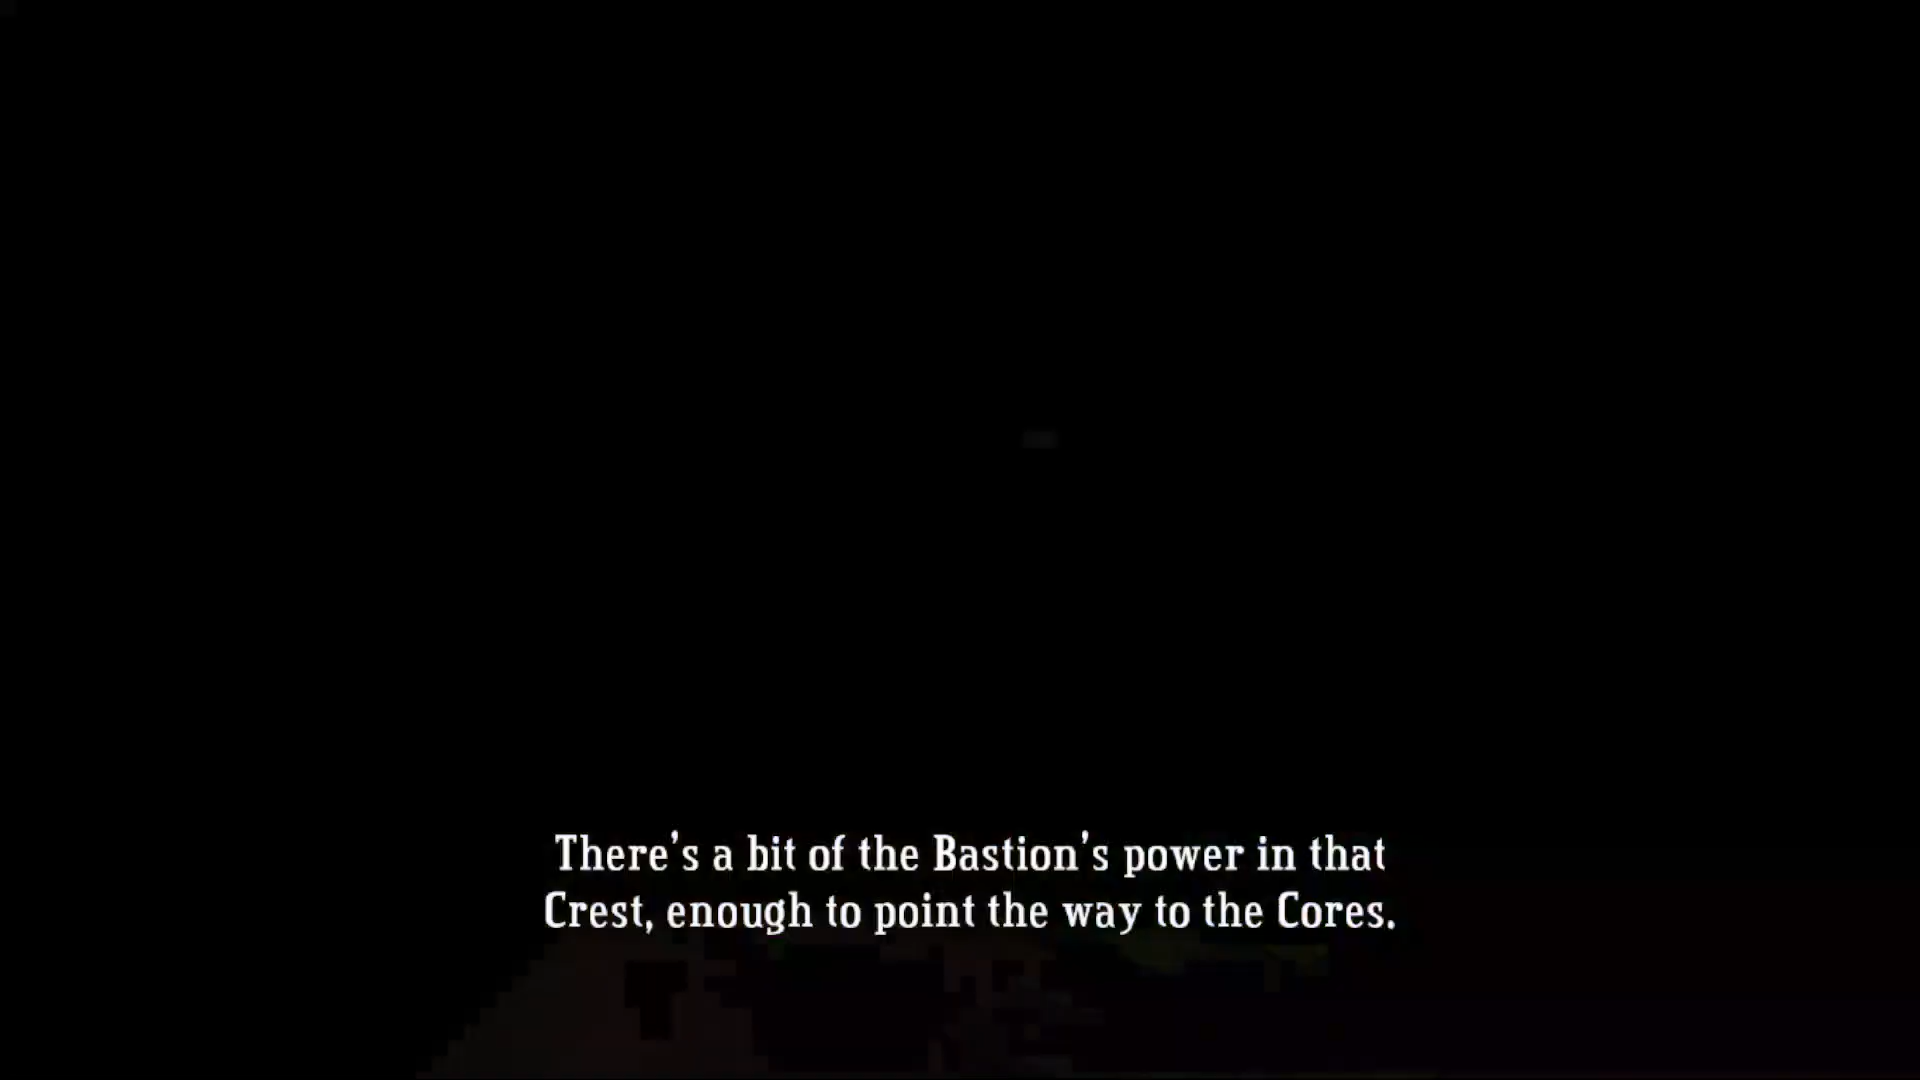 There's a bit of the Bastion's power in that
Crest, enough to point the way to the Cores.